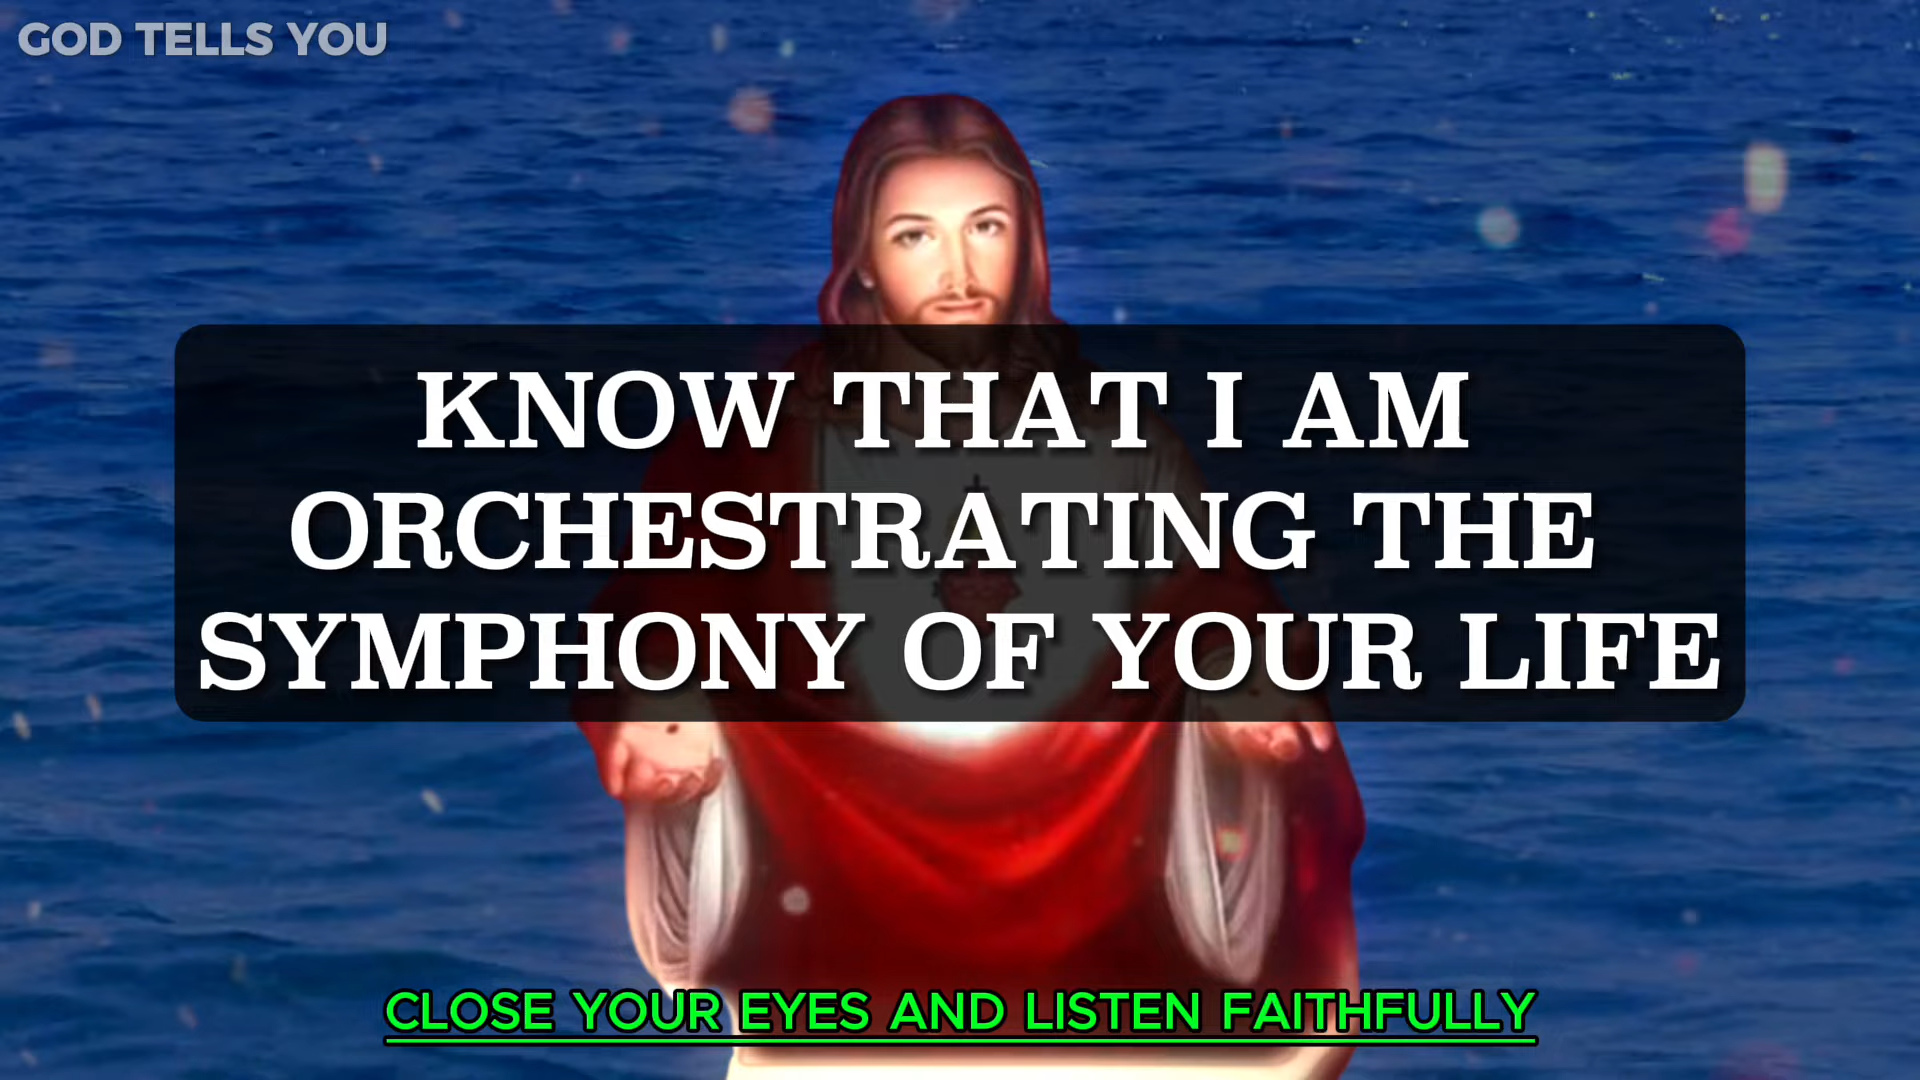 GOD TELLS YOU
KNOW THAT I AM
ORCHESTRATING THE
SYMPHONY OF YOUR LIFE
CLOSE YOUR EYES AND LISTEN FAITHFULLY